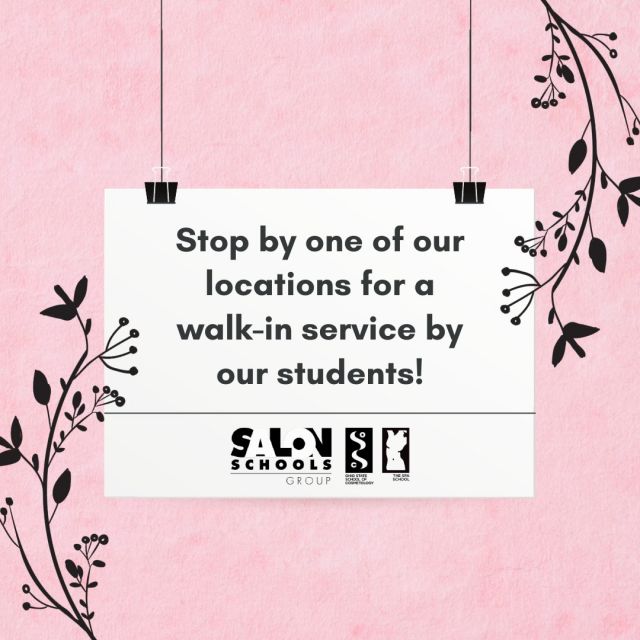 Stop by one of our
locations for a
walk-in service by
our students!
SALON
SCHOOLS
GROUP
OHIO STATE
SCHOOL OF
COSMETOLOGY
THE SPA
SCHOOL